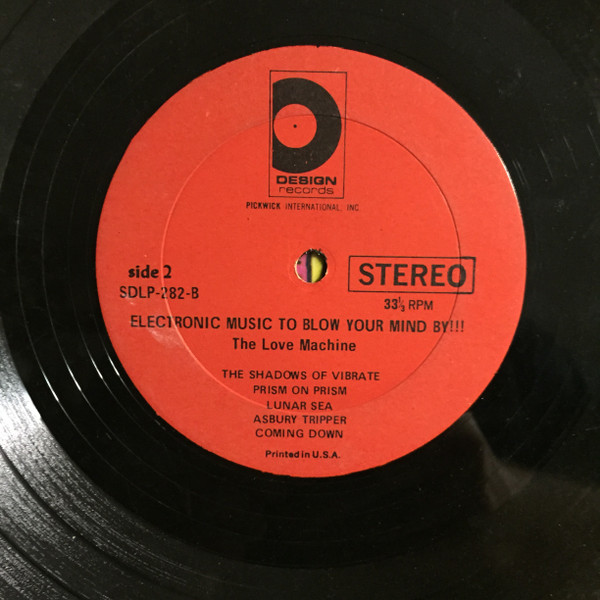 DESIGN
records
PICKWICK INTERNATIONAL, INC.
side 2
SDLP-282-B
STEREO
33⅓ RPM
ELECTRONIC MUSIC TO BLOW YOUR MIND BY!!!
The Love Machine
THE SHADOWS OF VIBRATE
PRISM ON PRISM
LUNAR SEA
ASBURY TRIPPER
COMING DOWN
Printed in U.S.A.